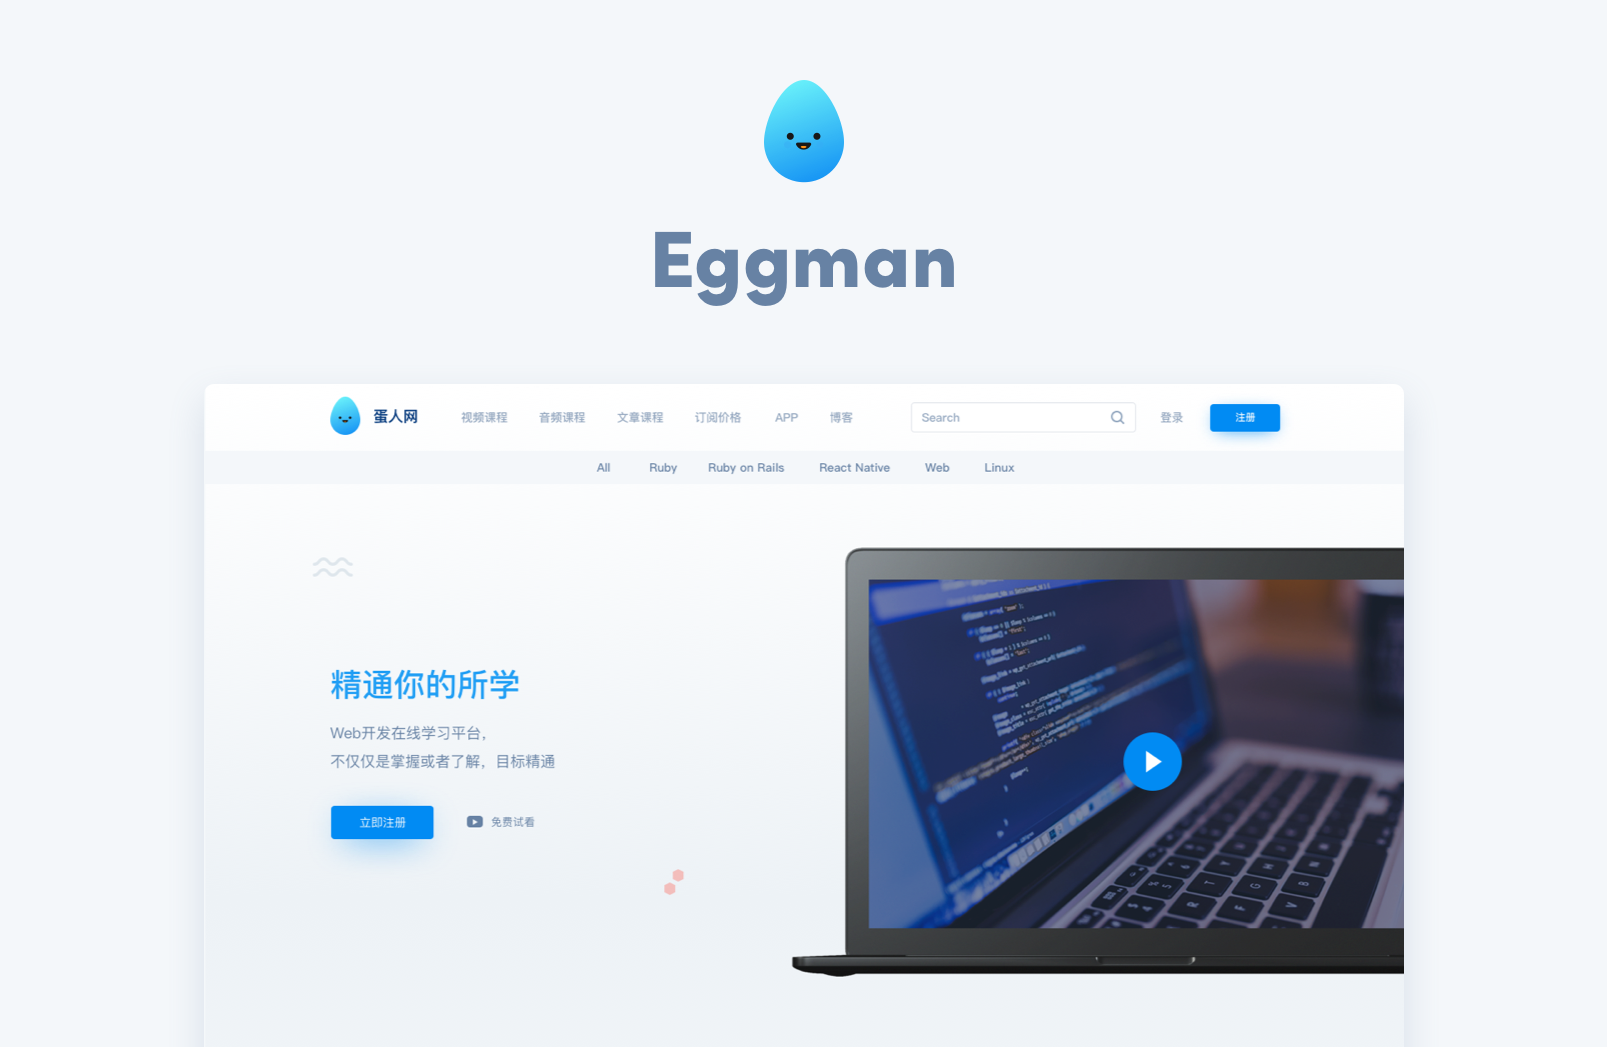 Eggman
蛋人网 视频课程 音频课程 文章课程 订阅价格 APP 博客 Search 登录 注册
All Ruby Ruby on Rails React Native Web Linux
精通你的所学
Web开发在线学习平台，
不仅仅是掌握或者了解，目标精通
立即注册 免费试看